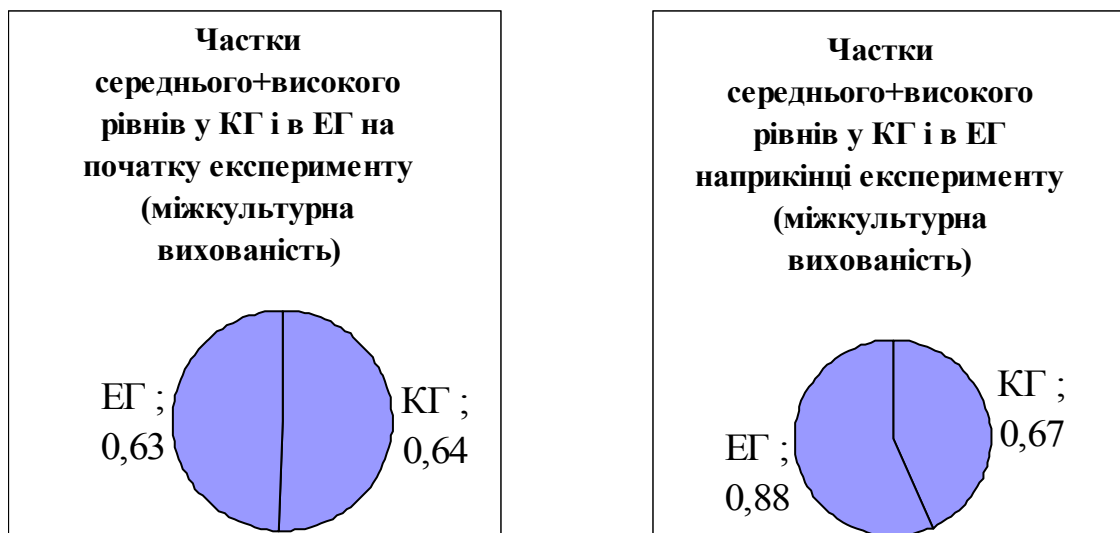 Частки
середнього+високого
рівнів у КГ і в ЕГ на
початку експерименту
(міжкультурна
вихованість)
ЕГ ;
0,63
КГ ;
0,64
Частки
середнього+високого
рівнів у КГ і в ЕГ
наприкінці експерименту
(міжкультурна
вихованість)
КГ ;
0,67
ЕГ ;
0,88